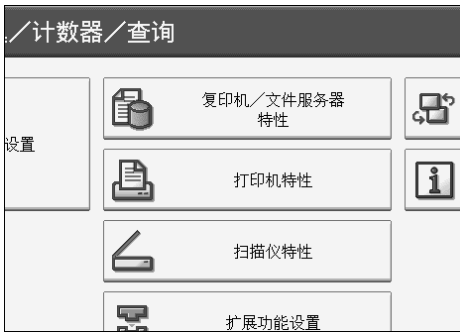 ／计数器／查询
设置
复印机／文件服务器
特性
打印机特性
扫描仪特性
扩展功能设置